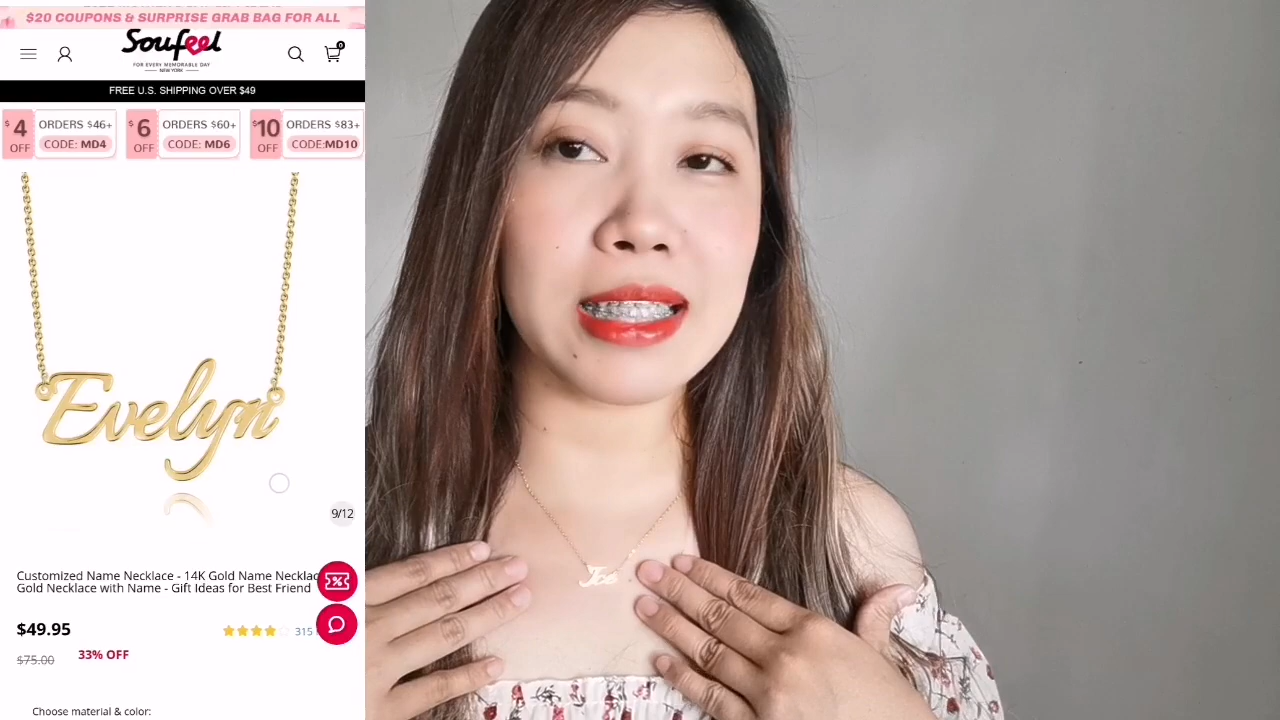 $20 COUPONS & SURPRISE GRAB BAG FOR ALL
Soufeel
FOR EVERY MEMORABLE DAY
NEW YORK
0
FREE U.S. SHIPPING OVER $49
$4 OFF
ORDERS $46+
CODE: MD4
$6 OFF
ORDERS $60+
CODE: MD6
$10 OFF
ORDERS $83+
CODE:MD10
Evelyn
9/12
Customized Name Necklace - 14K Gold Name
Gold Necklace with Name - Gift Ideas for Best Friend
$49.95
315
$75.00
33% OFF
Choose material & color: